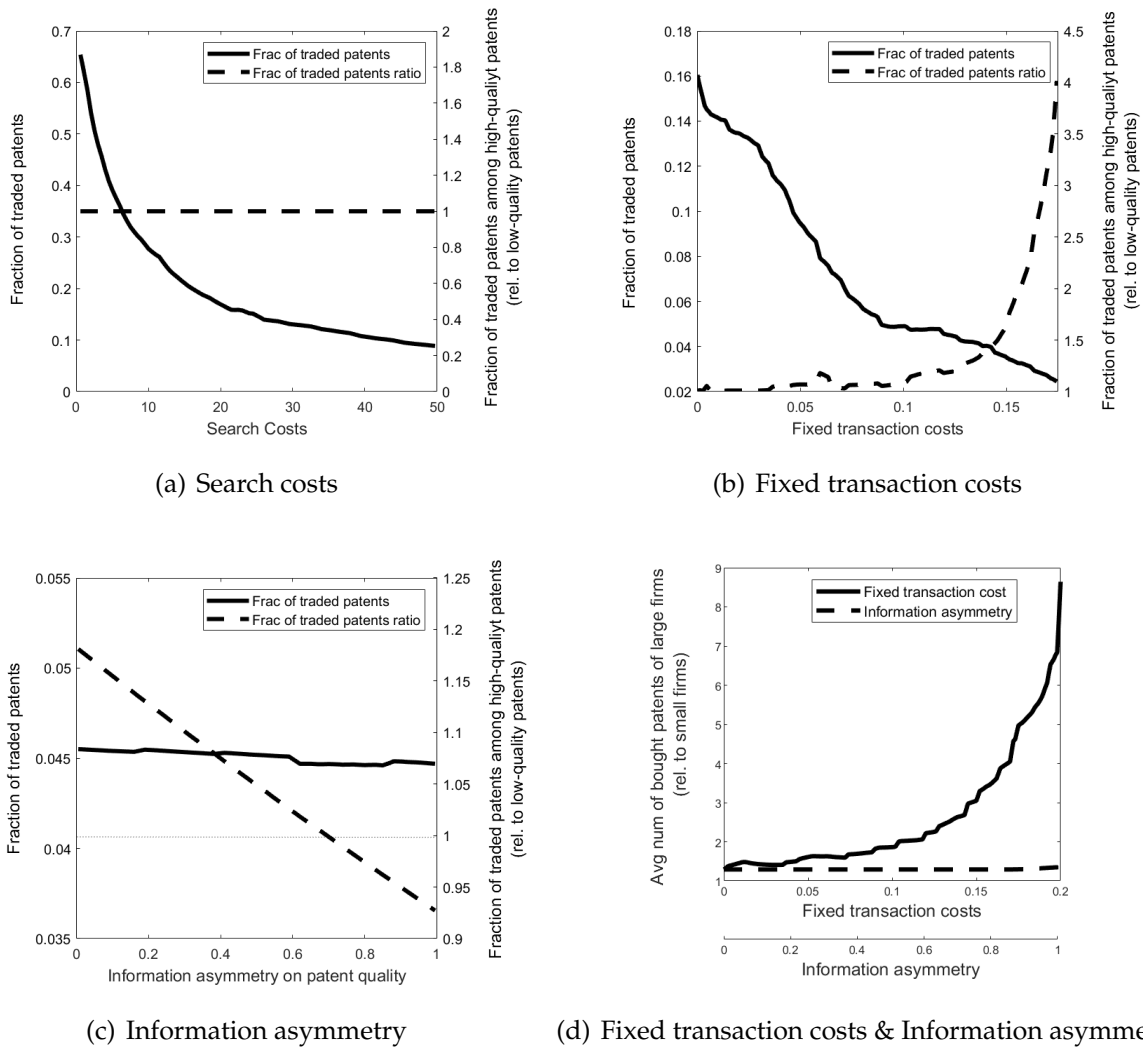 0.7
0.6
0.5
0.4
0.3
0.2
0.1
0
Fraction of traded patents
2
1.8
1.6
1.4
1.2
1
0.8
0.6
0.4
0.2
0
Fraction of traded patents among high-qualiyt patents
(rel. to low-quality patents)
Frac of traded patents
Frac of traded patents ratio
0 10 20 30 40 50
Search Costs
(a) Search costs
0.18
0.16
0.14
0.12
0.1
0.08
0.06
0.04
0.02
Fraction of traded patents
4.5
4
3.5
3
2.5
2
1.5
1
Fraction of traded patents among high-qualiyt patents
(rel. to low-quality patents)
Frac of traded patents
Frac of traded patents ratio
0 0.05 0.1 0.15
Fixed transaction costs
(b) Fixed transaction costs
0.055
0.05
0.045
0.04
0.035
Fraction of traded patents
1.25
1.2
1.15
1.1
1.05
1
0.95
0.9
Fraction of traded patents among high-qualiyt patents
(rel. to low-quality patents)
Frac of traded patents
Frac of traded patents ratio
0 0.2 0.4 0.6 0.8 1
Information asymmetry on patent quality
(c) Information asymmetry
9
8
7
6
5
4
3
2
1
Avg num of bought patents of large firms
(rel. to small firms)
Fixed transaction cost
Information asymmetry
0 0.05 0.1 0.15 0.2
Fixed transaction costs
0 0.2 0.4 0.6 0.8 1
Information asymmetry
(d) Fixed transaction costs & Information asymme